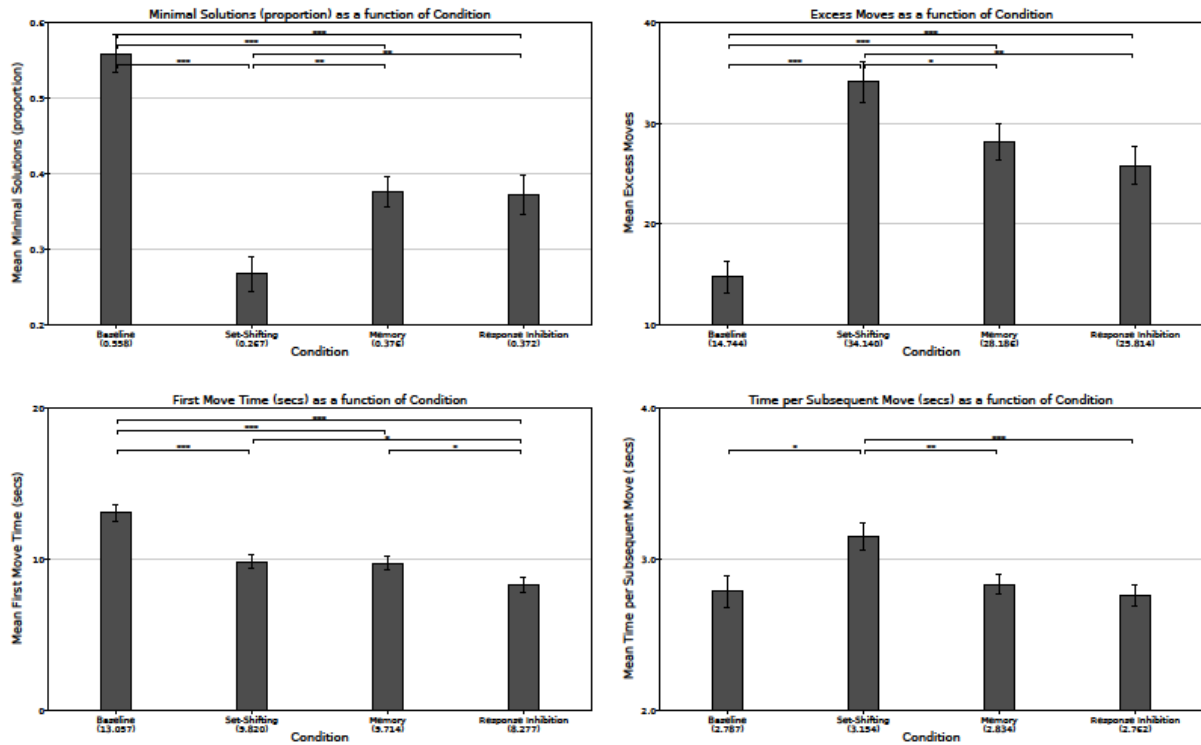 Minimal Solutions (proportion) as a function of Condition
Mean Minimal Solutions (proportion)
0.6
***
***
**
***
**
0.5
0.4
0.3
0.2
Baseline
(0.558)
Set-Shifting
(0.267)
Memory
(0.376)
Response Inhibition
(0.372)
Condition
Excess Moves as a function of Condition
Mean Excess Moves
40
***
***
**
***
*
30
20
10
Baseline
(14.744)
Set-Shifting
(34.140)
Memory
(28.186)
Response Inhibition
(25.814)
Condition
First Move Time (secs) as a function of Condition
Mean First Move Time (secs)
20
***
***
*
***
*
10
0
Baseline
(13.057)
Set-Shifting
(9.820)
Memory
(9.714)
Response Inhibition
(8.277)
Condition
Time per Subsequent Move (secs) as a function of Condition
Mean Time per Subsequent Move (secs)
4.0
***
*
**
3.0
2.0
Baseline
(2.787)
Set-Shifting
(3.154)
Memory
(2.834)
Response Inhibition
(2.762)
Condition